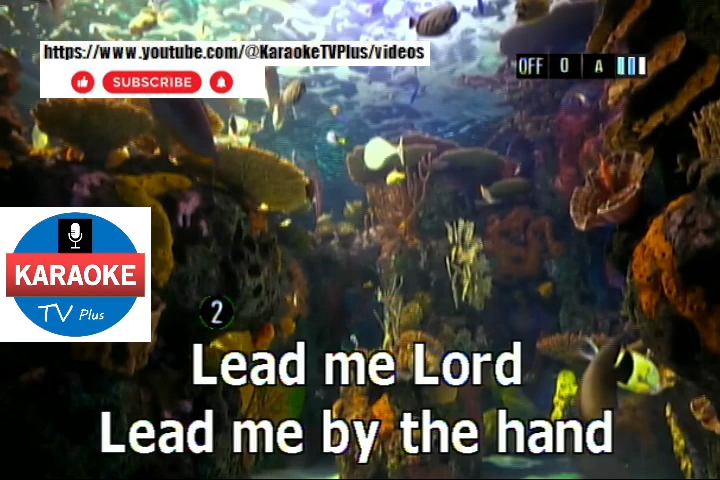 https://www.youtube.com/@KaraokeTVPlus/videos
SUBSCRIBE
OFF 0 A
KARAOKE
TV Plus
2
Lead me Lord
Lead me by the hand